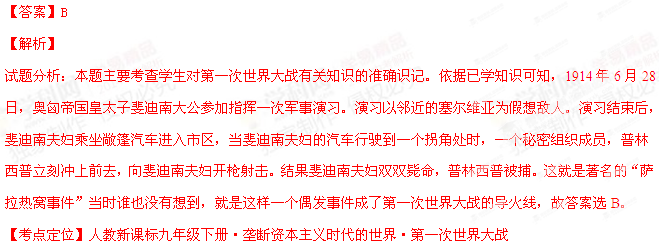 【答案】B
【解析】
试题分析：本题主要考查学生对第一次世界大战有关知识的准确识记。依据已学知识可知，1914 年 6 月 28
日，奥匈帝国皇太子斐迪南大公参加指挥一次军事演习。演习以邻近的塞尔维亚为假想敌人。演习结束后，
斐迪南夫妇乘坐敞篷汽车进入市区，当斐迪南夫妇的汽车行驶到一个拐角处时，一个秘密组织成员，普林
西普立刻冲上前去，向斐迪南夫妇开枪射击。结果斐迪南夫妇双双毙命，普林西普被捕。这就是著名的“萨
拉热窝事件”当时谁也没有想到，就是这样一个偶发事件成了第一次世界大战的导火线，故答案选 B。
【考点定位】人教新课标九年级下册·垄断资本主义时代的世界·第一次世界大战